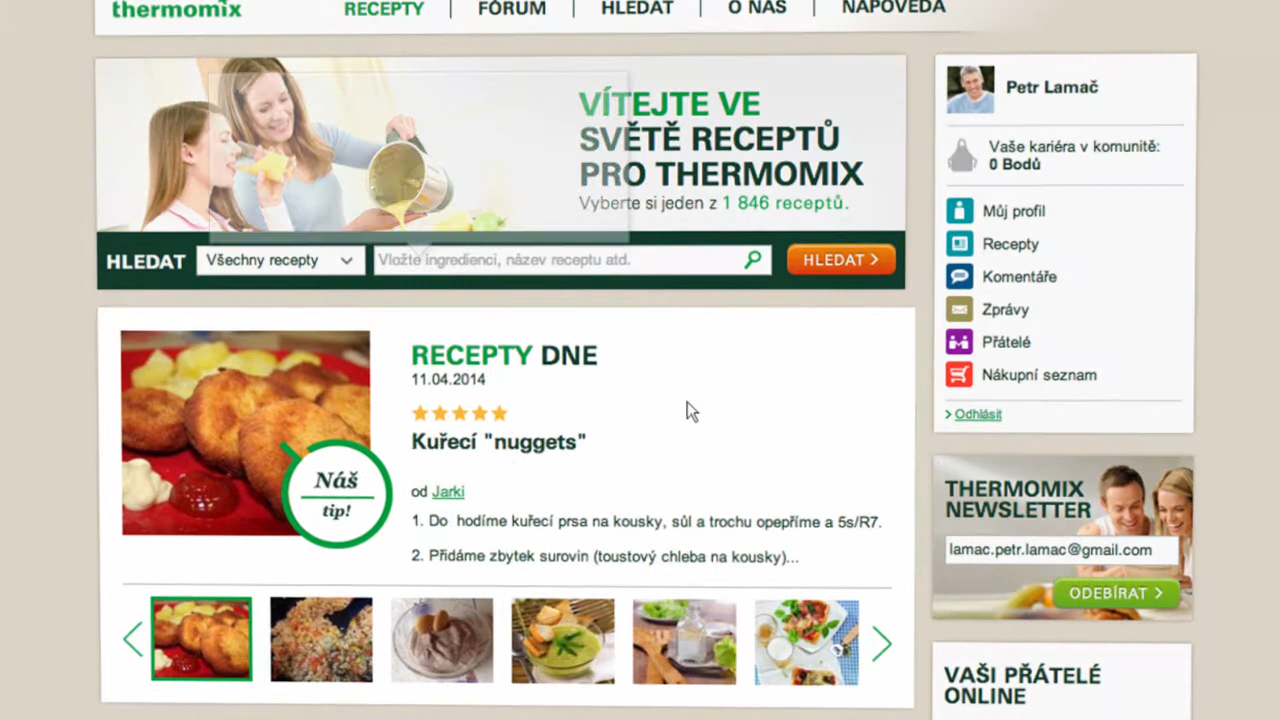 thermomix
RECEPTY
FÓRUM
HLEDAT
O NÁS
NÁPOVĚDA
VÍTEJTE VE
SVĚTĚ RECEPTŮ
PRO THERMOMIX
Vyberte si jeden z 1 846 receptů.
HLEDAT
Všechny recepty
Vložte ingredienci, název receptu atd.
HLEDAT >
RECEPTY DNE
11.04.2014
Kuřecí "nuggets"
od Jarki
1. Do hodíme kuřecí prsa na kousky, sůl a trochu opepříme a 5s/R7.
2. Přidáme zbytek surovin (toustový chleba na kousky)...
Náš
tip!
Petr Lamač
Vaše kariéra v komunitě:
0 Bodů
Můj profil
Recepty
Komentáře
Zprávy
Přátelé
Nákupní seznam
> Odhlásit
THERMOMIX
NEWSLETTER
lamac.petr.lamac@gmail.com
ODEBÍRAT >
VAŠI PŘÁTELÉ
ONLINE